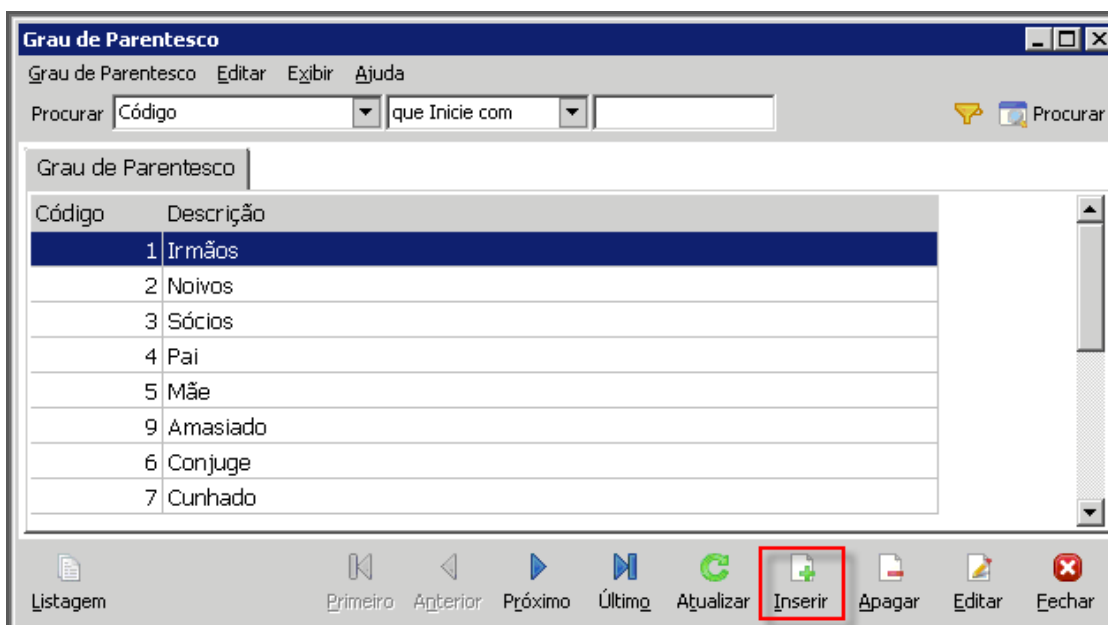 Grau de Parentesco
Grau de Parentesco Editar Exibir Ajuda
Procurar Código que Inicie com Procurar
Grau de Parentesco
Código Descrição
1 Irmãos
2 Noivos
3 Sócios
4 Pai
5 Mãe
9 Amasiado
6 Conjuge
7 Cunhado
Listagem Primeiro Anterior Próximo Último Atualizar Inserir Apagar Editar Fechar